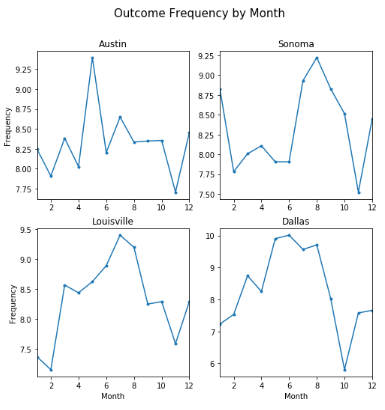 Outcome Frequency by Month
Austin
Sonoma
9.25
9.00
8.75
8.50
8.25
8.00
7.75
Frequency
2 4 6 8 10 12
9.25
9.00
8.75
8.50
8.25
8.00
7.75
7.50
2 4 6 8 10 12
Louisville
Dallas
9.5
9.0
8.5
8.0
7.5
Frequency
2 4 6 8 10 12
Month
10
9
8
7
6
2 4 6 8 10 12
Month